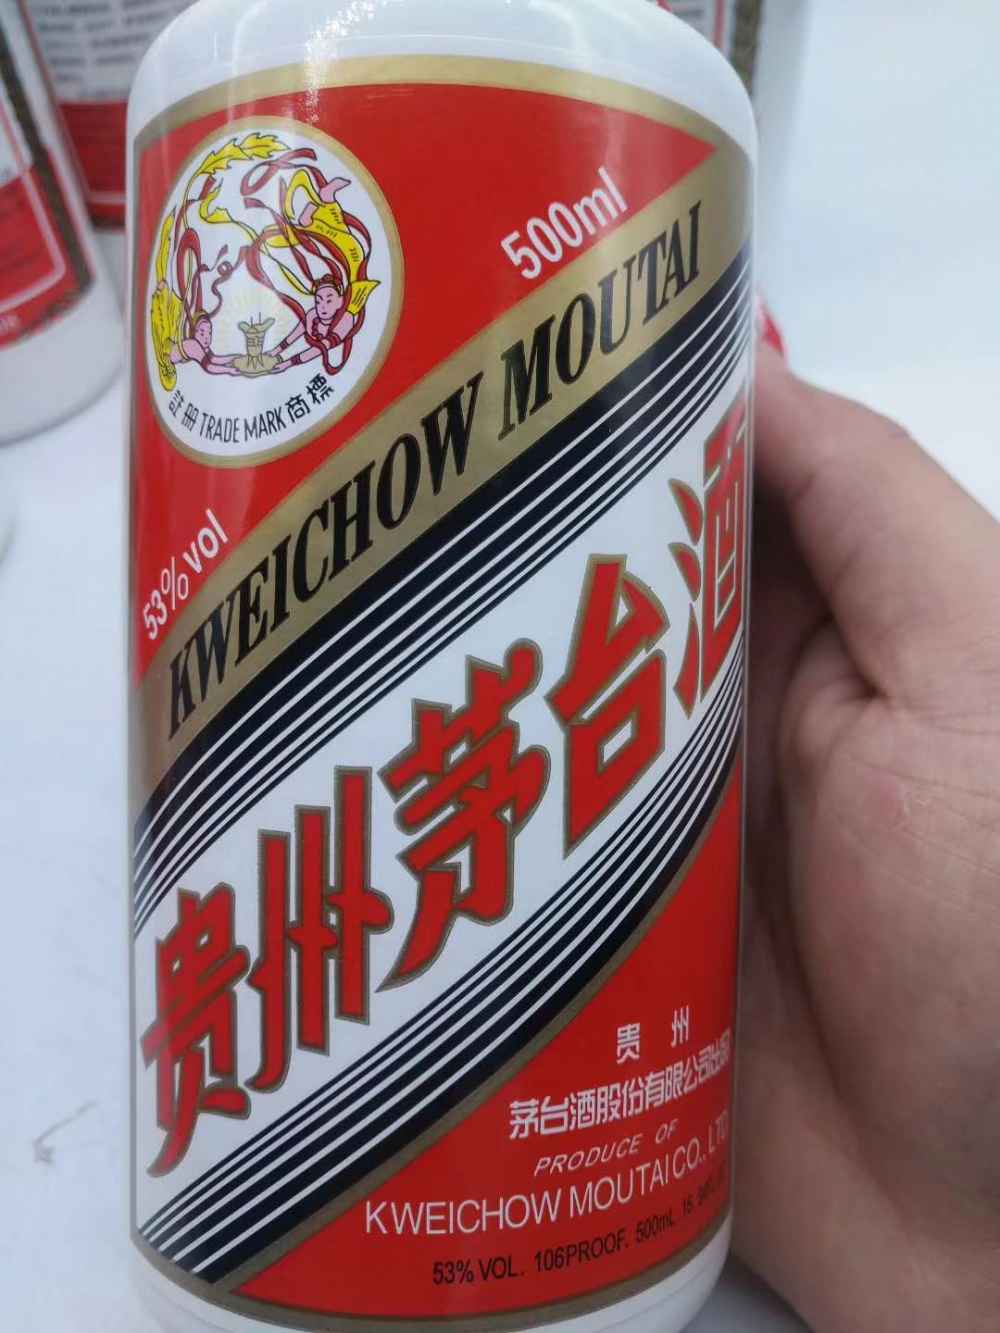 500ml
註册 TRADE MARK 商標
53%vol
KWEICHOW MOUTAI
贵州茅台酒
贵州
茅台酒股份有限公司出品
PRODUCE OF
KWEICHOW MOUTAI CO., LTD
53% VOL. 106PROOF. 500mL